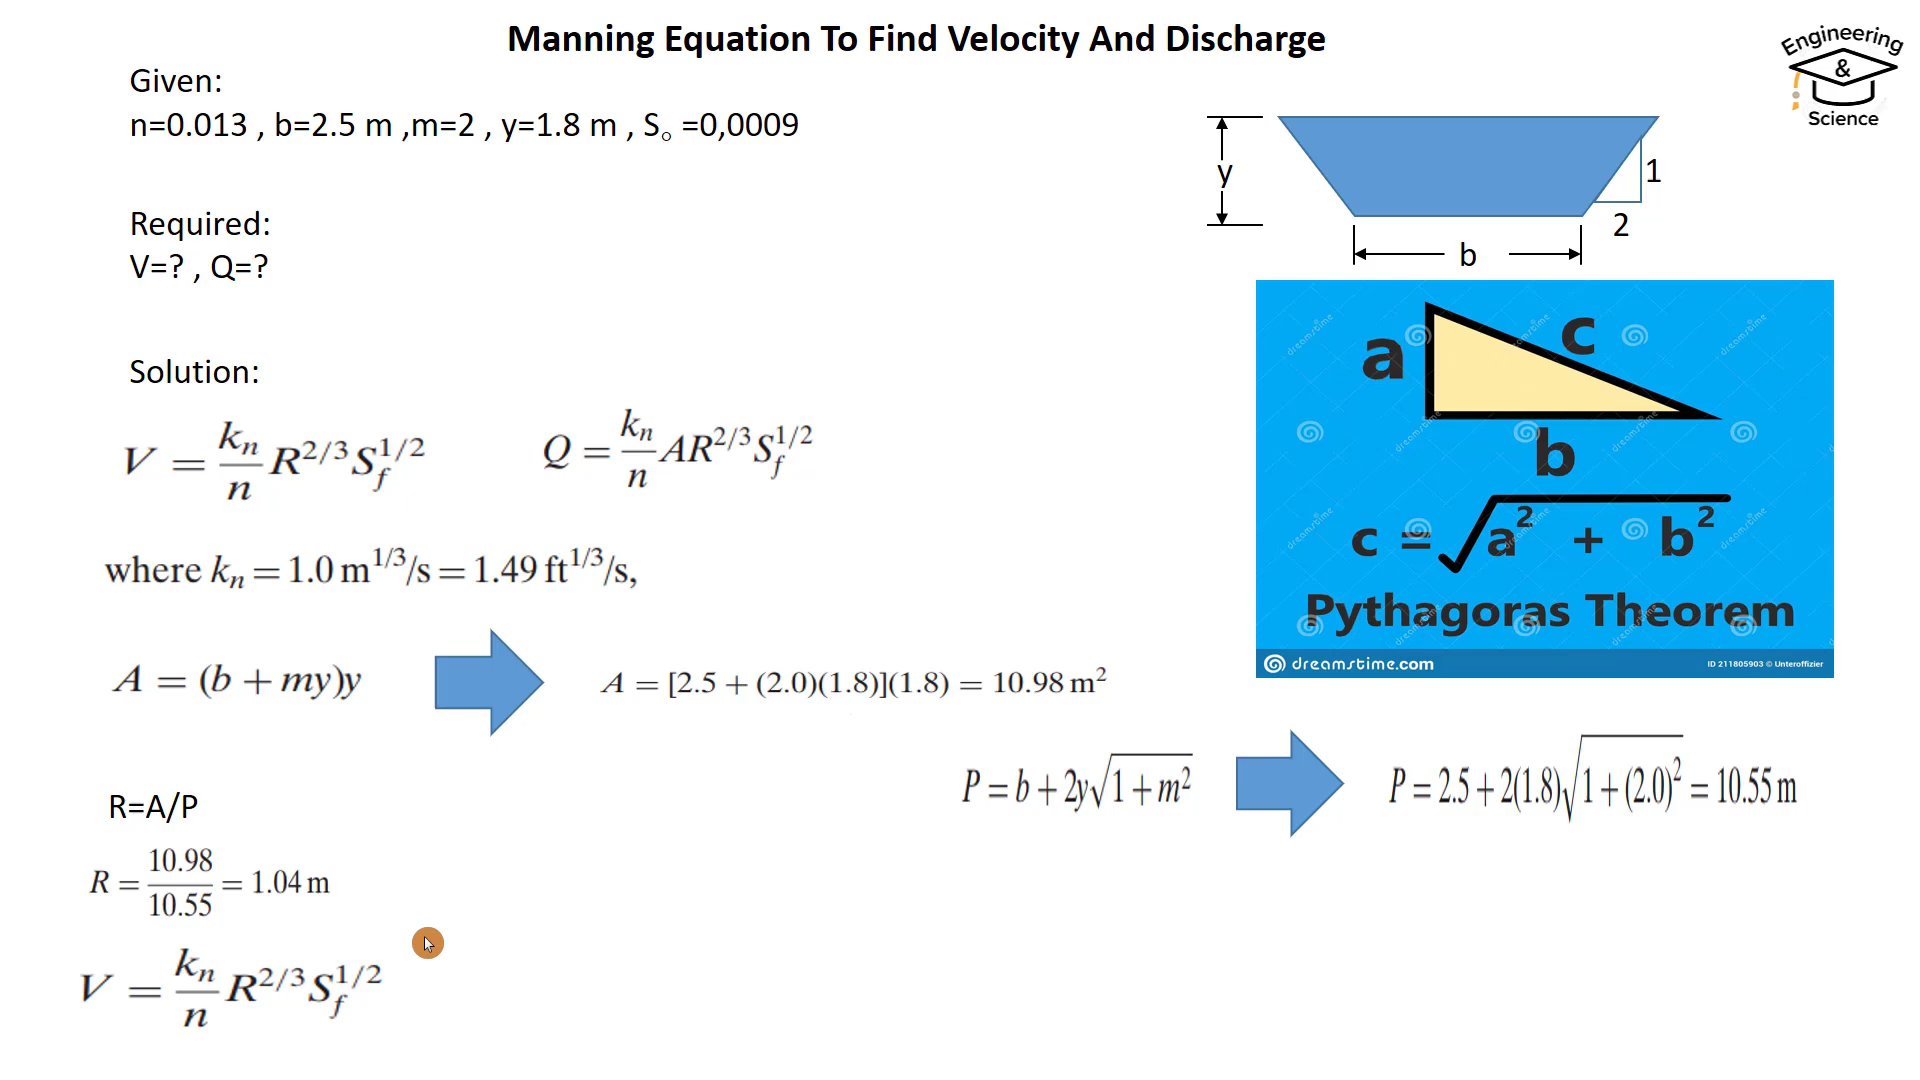 Manning Equation To Find Velocity And Discharge
Engineering
&
Science
Given:
n=0.013 , b=2.5 m ,m=2 , y=1.8 m , S₀ =0,0009
y
1
2
b
Required:
V=? , Q=?
Solution:
V = kₙ/n R^2/3 S_f^1/2
Q = kₙ/n AR^2/3 S_f^1/2
where kₙ = 1.0 m^1/3/s = 1.49 ft^1/3/s,
a
c
b
c = √a² + b²
Pythagoras Theorem
dreamstime.com
ID 211805903 © Unteroffizier
A = (b + my)y
A = [2.5 + (2.0)(1.8)](1.8) = 10.98 m²
P = b + 2y√1 + m²
P = 2.5 + 2(1.8)√1 + (2.0)² = 10.55 m
R=A/P
R = 10.98/10.55 = 1.04 m
V = kₙ/n R^2/3 S_f^1/2